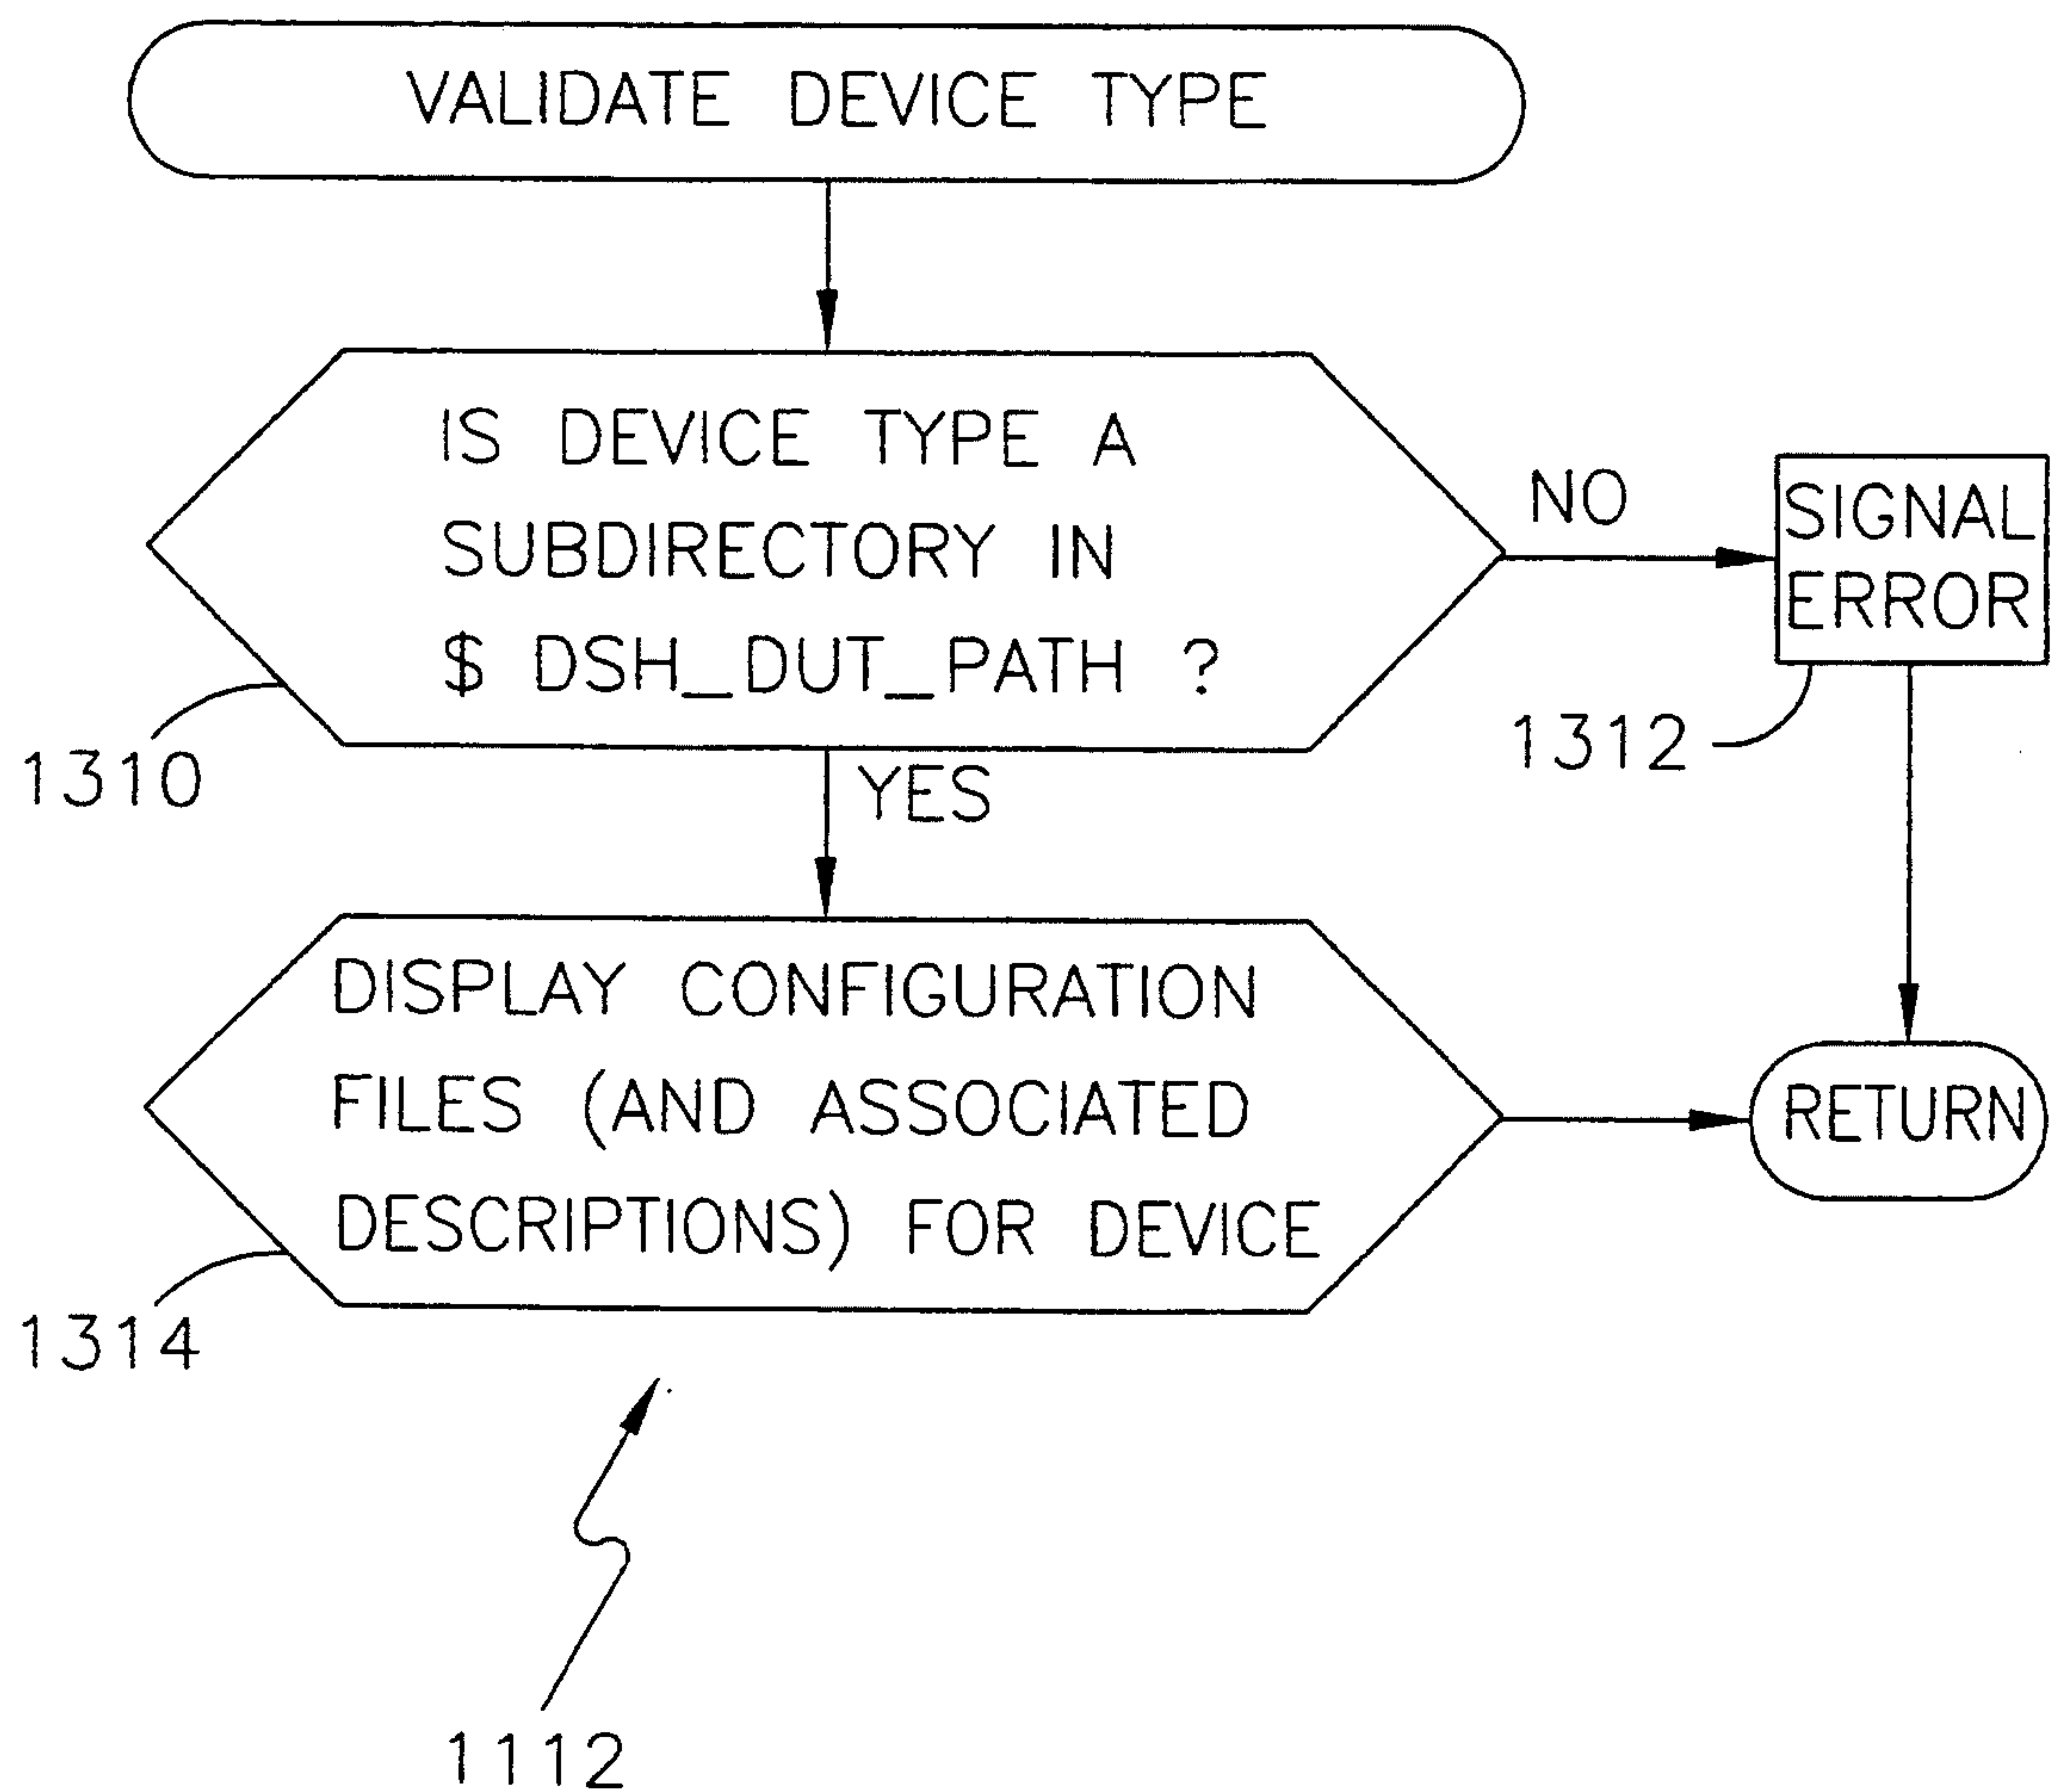 VALIDATE DEVICE TYPE
IS DEVICE TYPE A
SUBDIRECTORY IN
$ DSH_DUT_PATH ?
NO
SIGNAL
ERROR
1310
YES
1312
DISPLAY CONFIGURATION
FILES (AND ASSOCIATED
DESCRIPTIONS) FOR DEVICE
RETURN
1314
1112